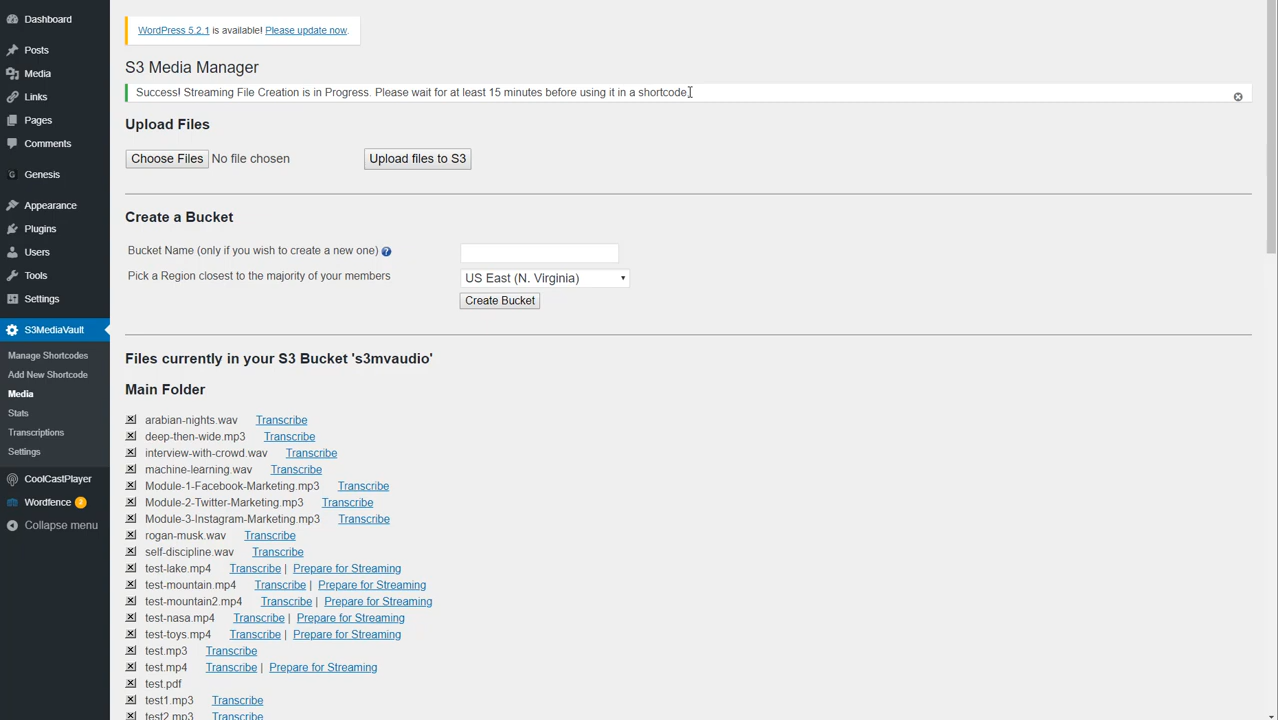 Dashboard
Posts
Media
Links
Pages
Comments
Genesis
Appearance
Plugins
Users
Tools
Settings
S3MediaVault
Manage Shortcodes
Add New Shortcode
Media
Stats
Transcriptions
Settings
CoolCastPlayer
Wordfence 3
Collapse menu
WordPress 5.2.1 is available! Please update now.
S3 Media Manager
Success! Streaming File Creation is in Progress. Please wait for at least 15 minutes before using it in a shortcode.
Upload Files
Choose Files No file chosen Upload files to S3
Create a Bucket
Bucket Name (only if you wish to create a new one) ?
Pick a Region closest to the majority of your members US East (N. Virginia)
Create Bucket
Files currently in your S3 Bucket 's3mvaudio'
Main Folder
arabian-nights.wav Transcribe
deep-then-wide.mp3 Transcribe
interview-with-crowd.wav Transcribe
machine-learning.wav Transcribe
Module-1-Facebook-Marketing.mp3 Transcribe
Module-2-Twitter-Marketing.mp3 Transcribe
Module-3-Instagram-Marketing.mp3 Transcribe
rogan-musk.wav Transcribe
self-discipline.wav Transcribe
test-lake.mp4 Transcribe | Prepare for Streaming
test-mountain.mp4 Transcribe | Prepare for Streaming
test-mountain2.mp4 Transcribe | Prepare for Streaming
test-nasa.mp4 Transcribe | Prepare for Streaming
test-toys.mp4 Transcribe | Prepare for Streaming
test.mp3 Transcribe
test.mp4 Transcribe | Prepare for Streaming
test.pdf
test1.mp3 Transcribe
test2.mp3 Transcribe